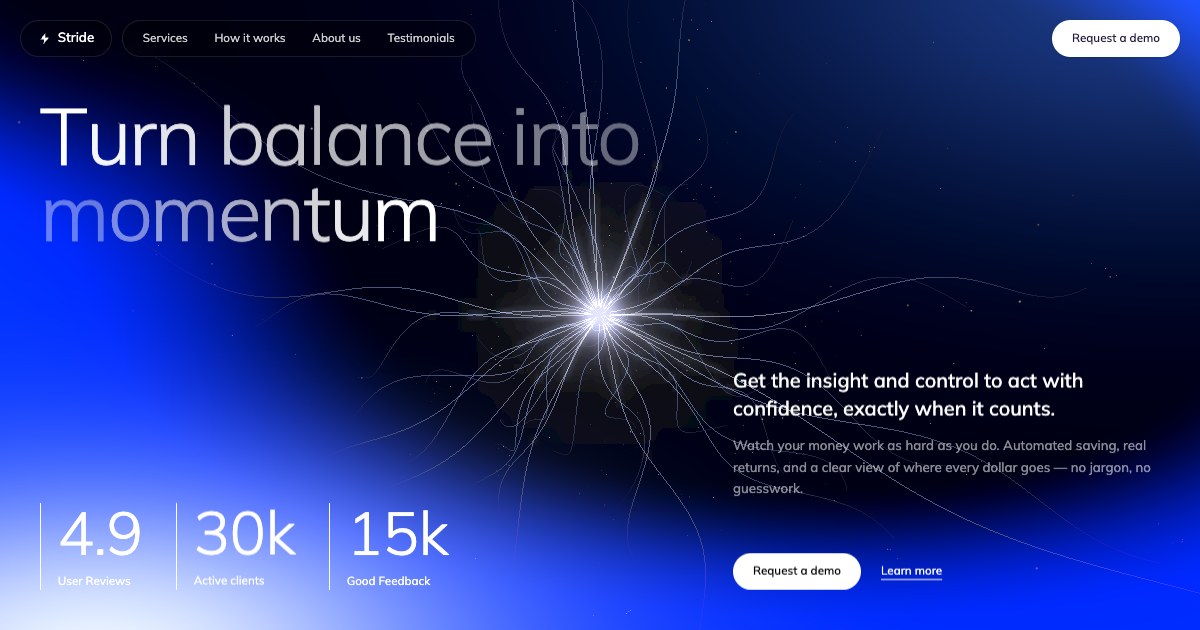 Stride
Services
How it works
About us
Testimonials
Request a demo
Turn balance into
momentum
Get the insight and control to act with
confidence, exactly when it counts.
Watch your money work as hard as you do. Automated saving, real
returns, and a clear view of where every dollar goes — no jargon, no
guesswork.
4.9
User Reviews
30k
Active clients
15k
Good Feedback
Request a demo
Learn more